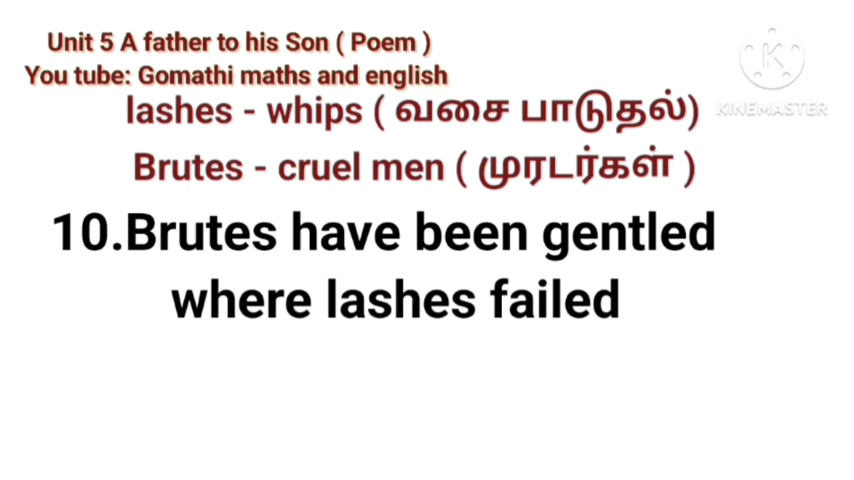 Unit 5 A father to his Son ( Poem )
You tube: Gomathi maths and english
lashes - whips ( வசை பாடுதல்)
Brutes - cruel men ( முரடர்கள் )
10.Brutes have been gentled
where lashes failed
K
KINEMASTER